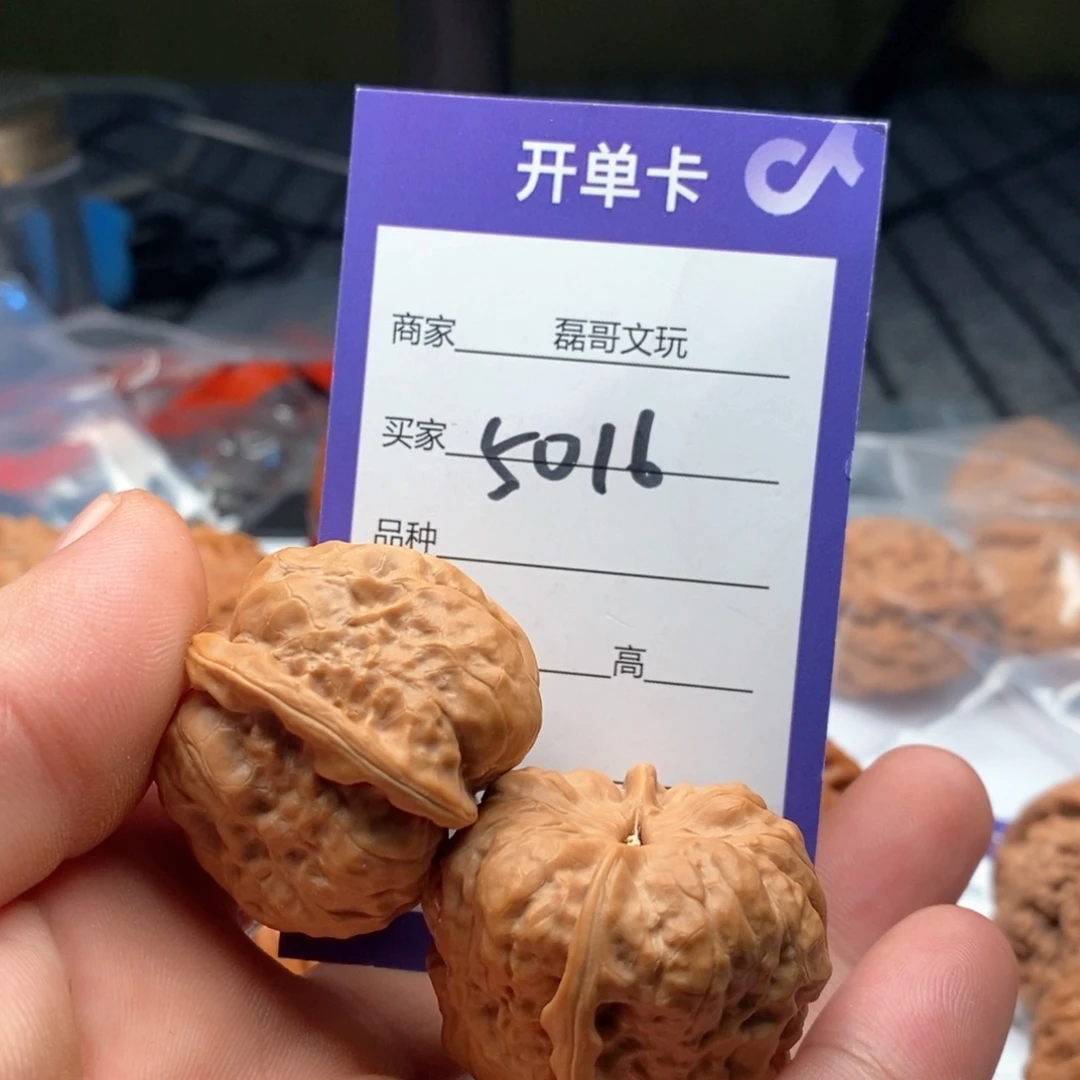 开单卡
商家 磊哥文玩
买家 5016
品种
高